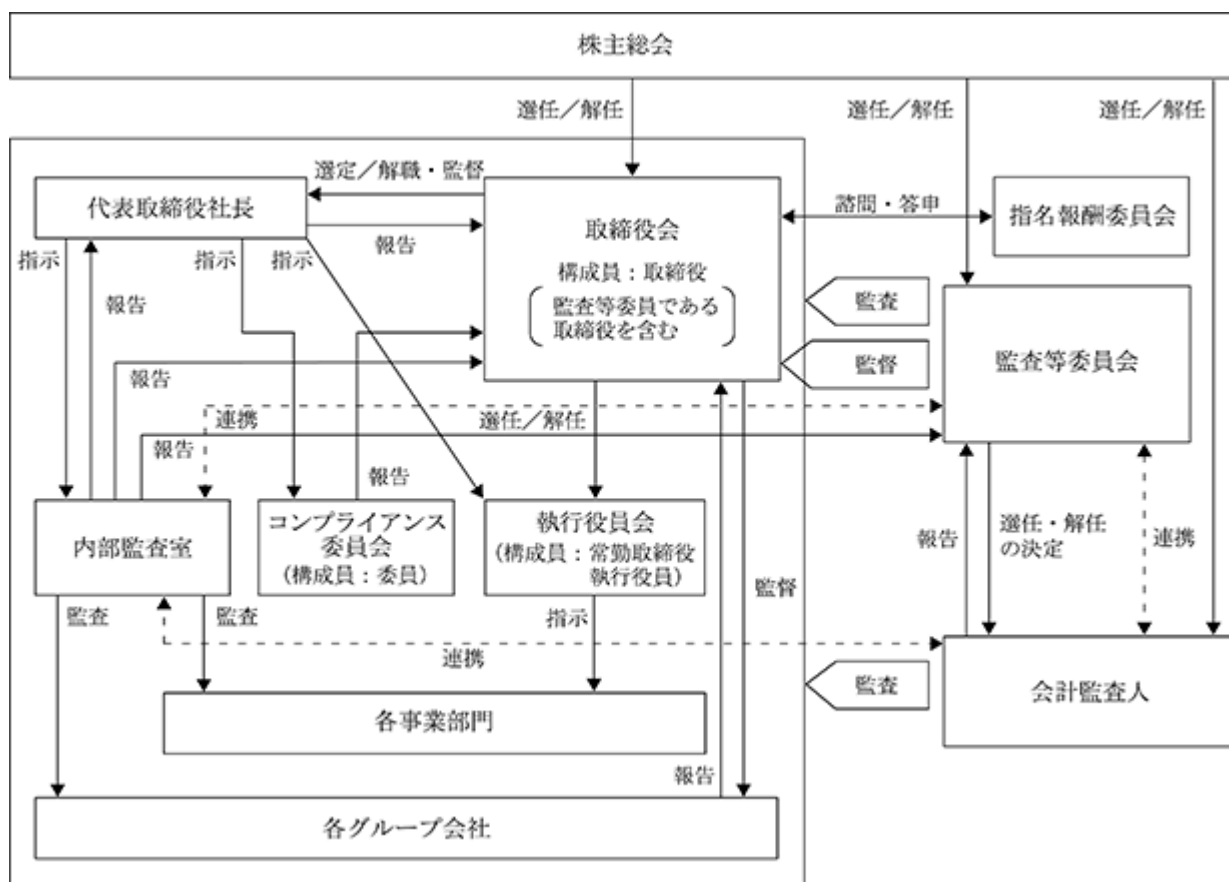 株主総会
選任／解任
選任／解任
選任／解任
選定／解職・監督
代表取締役社長
報告
取締役会
構成員：取締役
監査等委員である
取締役を含む
諮問・答申
指名報酬委員会
指示
報告
指示
指示
監査
監督
監査等委員会
報告
連携
選任／解任
報告
報告
内部監査室
コンプライアンス
委員会
(構成員：委員)
執行役員会
(構成員：常勤取締役
執行役員)
報告
選任・解任
の決定
連携
監査
監査
指示
監督
連携
監査
会計監査人
各事業部門
報告
各グループ会社